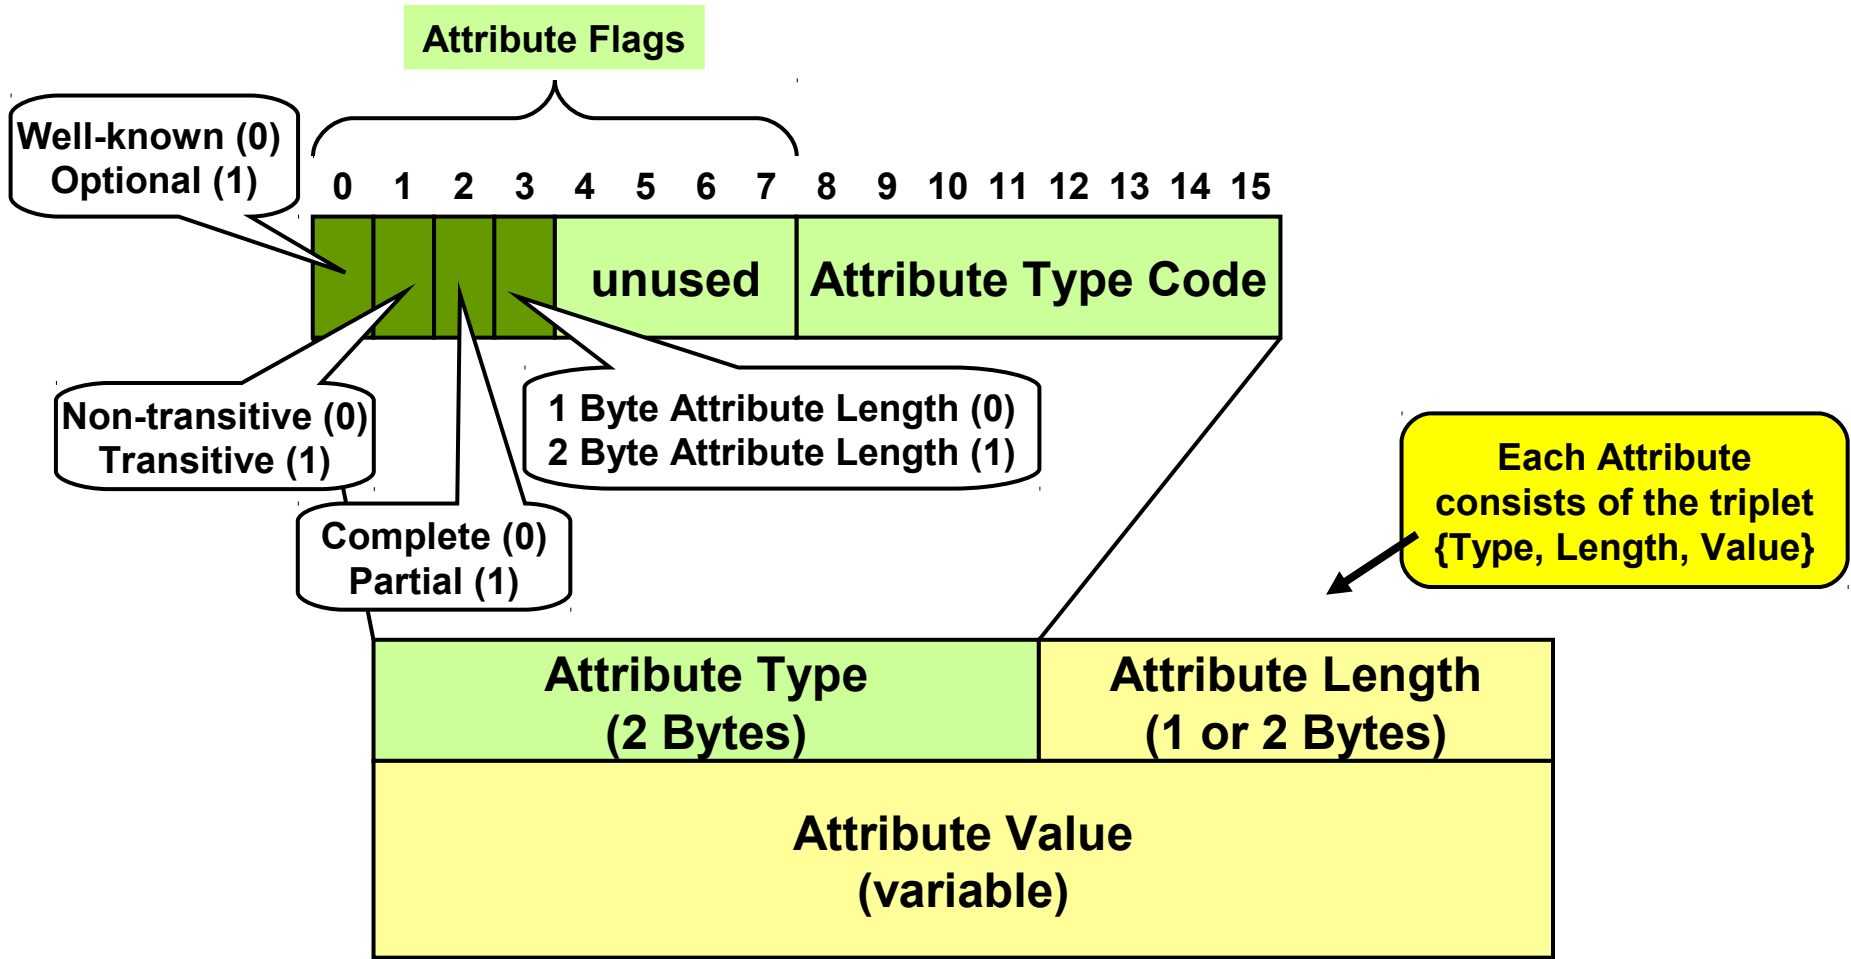 Attribute Flags
Well-known (0)
Optional (1)
0 1 2 3 4 5 6 7 8 9 10 11 12 13 14 15
unused
Attribute Type Code
Non-transitive (0)
Transitive (1)
1 Byte Attribute Length (0)
2 Byte Attribute Length (1)
Complete (0)
Partial (1)
Each Attribute
consists of the triplet
{Type, Length, Value}
Attribute Type
(2 Bytes)
Attribute Length
(1 or 2 Bytes)
Attribute Value
(variable)